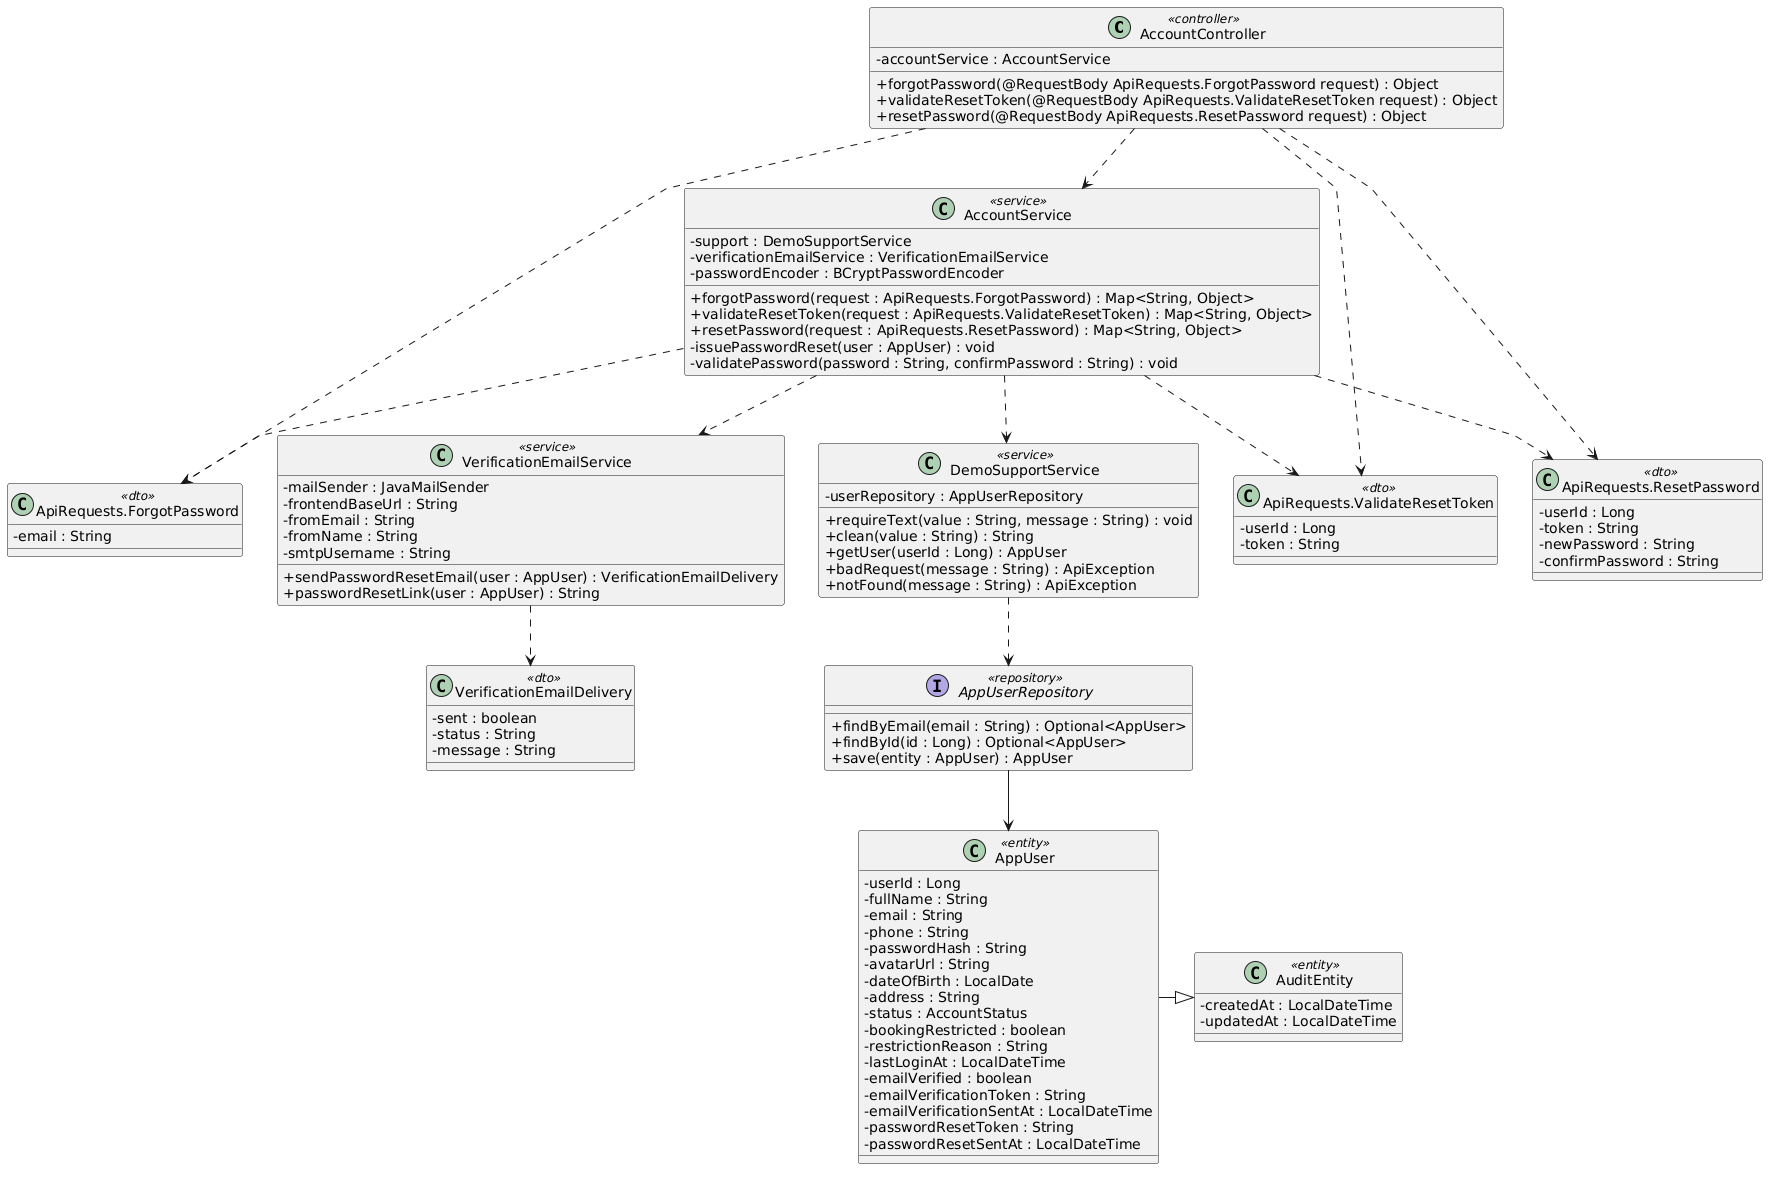 «controller»
C AccountController
-accountService : AccountService
+forgotPassword(@RequestBody ApiRequests.ForgotPassword request) : Object
+validateResetToken(@RequestBody ApiRequests.ValidateResetToken request) : Object
+resetPassword(@RequestBody ApiRequests.ResetPassword request) : Object
«service»
C AccountService
-support : DemoSupportService
-verificationEmailService : VerificationEmailService
-passwordEncoder : BCryptPasswordEncoder
+forgotPassword(request : ApiRequests.ForgotPassword) : Map<String, Object>
+validateResetToken(request : ApiRequests.ValidateResetToken) : Map<String, Object>
+resetPassword(request : ApiRequests.ResetPassword) : Map<String, Object>
-issuePasswordReset(user : AppUser) : void
-validatePassword(password : String, confirmPassword : String) : void
«dto»
C ApiRequests.ForgotPassword
-email : String
«service»
C VerificationEmailService
-mailSender : JavaMailSender
-frontendBaseUrl : String
-fromEmail : String
-fromName : String
-smtpUsername : String
+sendPasswordResetEmail(user : AppUser) : VerificationEmailDelivery
+passwordResetLink(user : AppUser) : String
«service»
C DemoSupportService
-userRepository : AppUserRepository
+requireText(value : String, message : String) : void
+clean(value : String) : String
+getUser(userId : Long) : AppUser
+badRequest(message : String) : ApiException
+notFound(message : String) : ApiException
«dto»
C ApiRequests.ValidateResetToken
-userId : Long
-token : String
«dto»
C ApiRequests.ResetPassword
-userId : Long
-token : String
-newPassword : String
-confirmPassword : String
«dto»
C VerificationEmailDelivery
-sent : boolean
-status : String
-message : String
«repository»
I AppUserRepository
+findByEmail(email : String) : Optional<AppUser>
+findById(id : Long) : Optional<AppUser>
+save(entity : AppUser) : AppUser
«entity»
C AppUser
-userId : Long
-fullName : String
-email : String
-phone : String
-passwordHash : String
-avatarUrl : String
-dateOfBirth : LocalDate
-address : String
-status : AccountStatus
-bookingRestricted : boolean
-restrictionReason : String
-lastLoginAt : LocalDateTime
-emailVerified : boolean
-emailVerificationToken : String
-emailVerificationSentAt : LocalDateTime
-passwordResetToken : String
-passwordResetSentAt : LocalDateTime
«entity»
C AuditEntity
-createdAt : LocalDateTime
-updatedAt : LocalDateTime